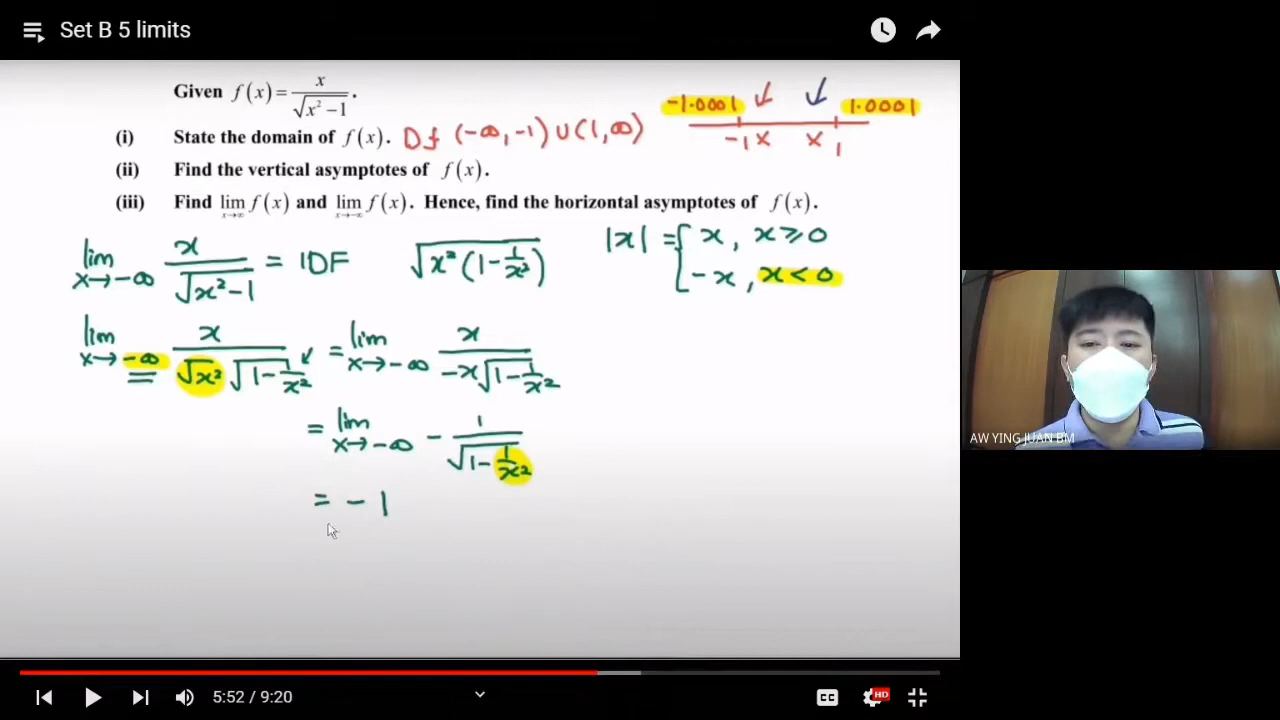 Set B 5 limits
Given f(x) = x / √(x² −1) .
−1.0001 ↓ ↓ 1.0001
(i) State the domain of f(x). Df (−∞, −1) ∪ (1, ∞)
−1 x x 1
(ii) Find the vertical asymptotes of f(x).
(iii) Find lim x→∞ f(x) and lim x→−∞ f(x). Hence, find the horizontal asymptotes of f(x).
lim x→−∞ x / √(x²−1) = IDF √(x² (1−1/x²)) |x| = { x, x ≥ 0
−x, x < 0
lim x→−∞ x / √x² √(1−1/x²) = lim x→−∞ x / −x√(1−1/x²)
= lim x→−∞ − 1 / √(1−1/x²)
= −1
AW YING JUAN BM
5:52 / 9:20
CC
HD